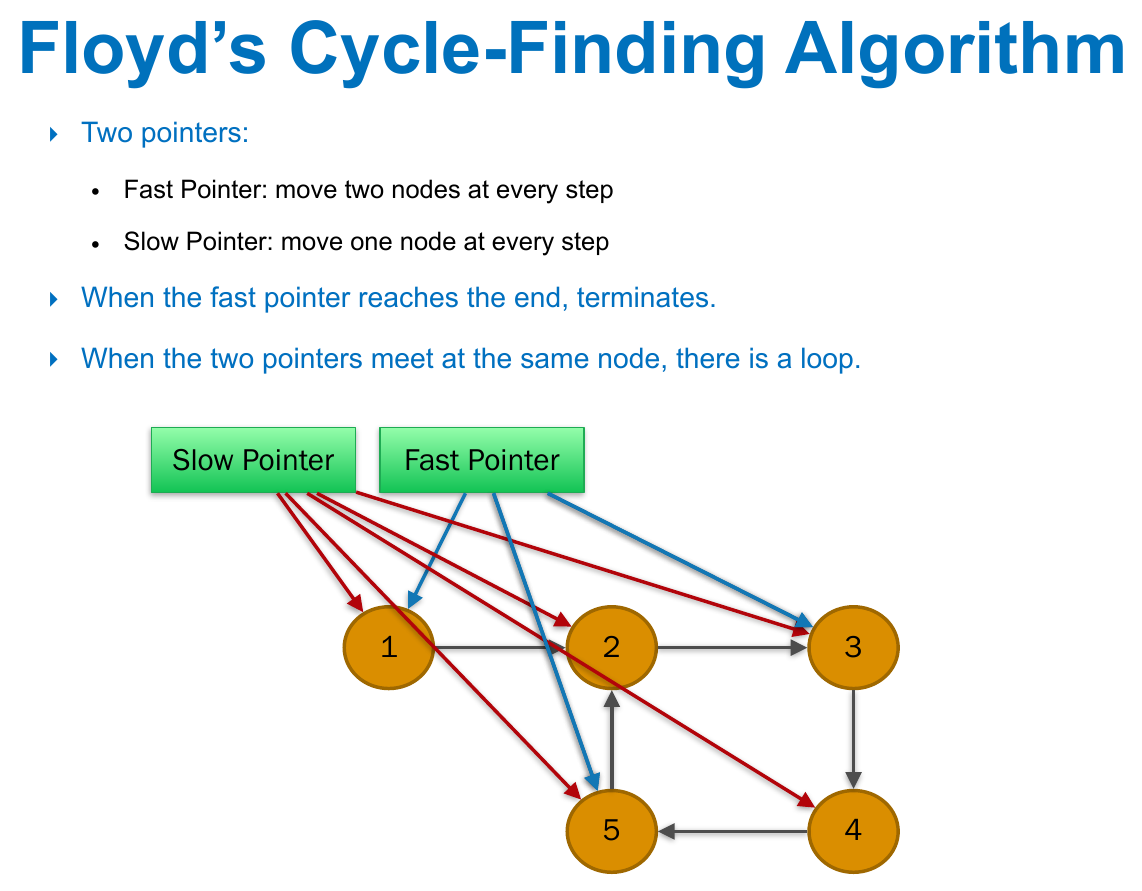 Floyd’s Cycle-Finding Algorithm
Two pointers:
Fast Pointer: move two nodes at every step
Slow Pointer: move one node at every step
When the fast pointer reaches the end, terminates.
When the two pointers meet at the same node, there is a loop.
Slow Pointer Fast Pointer
1 2 3
5 4